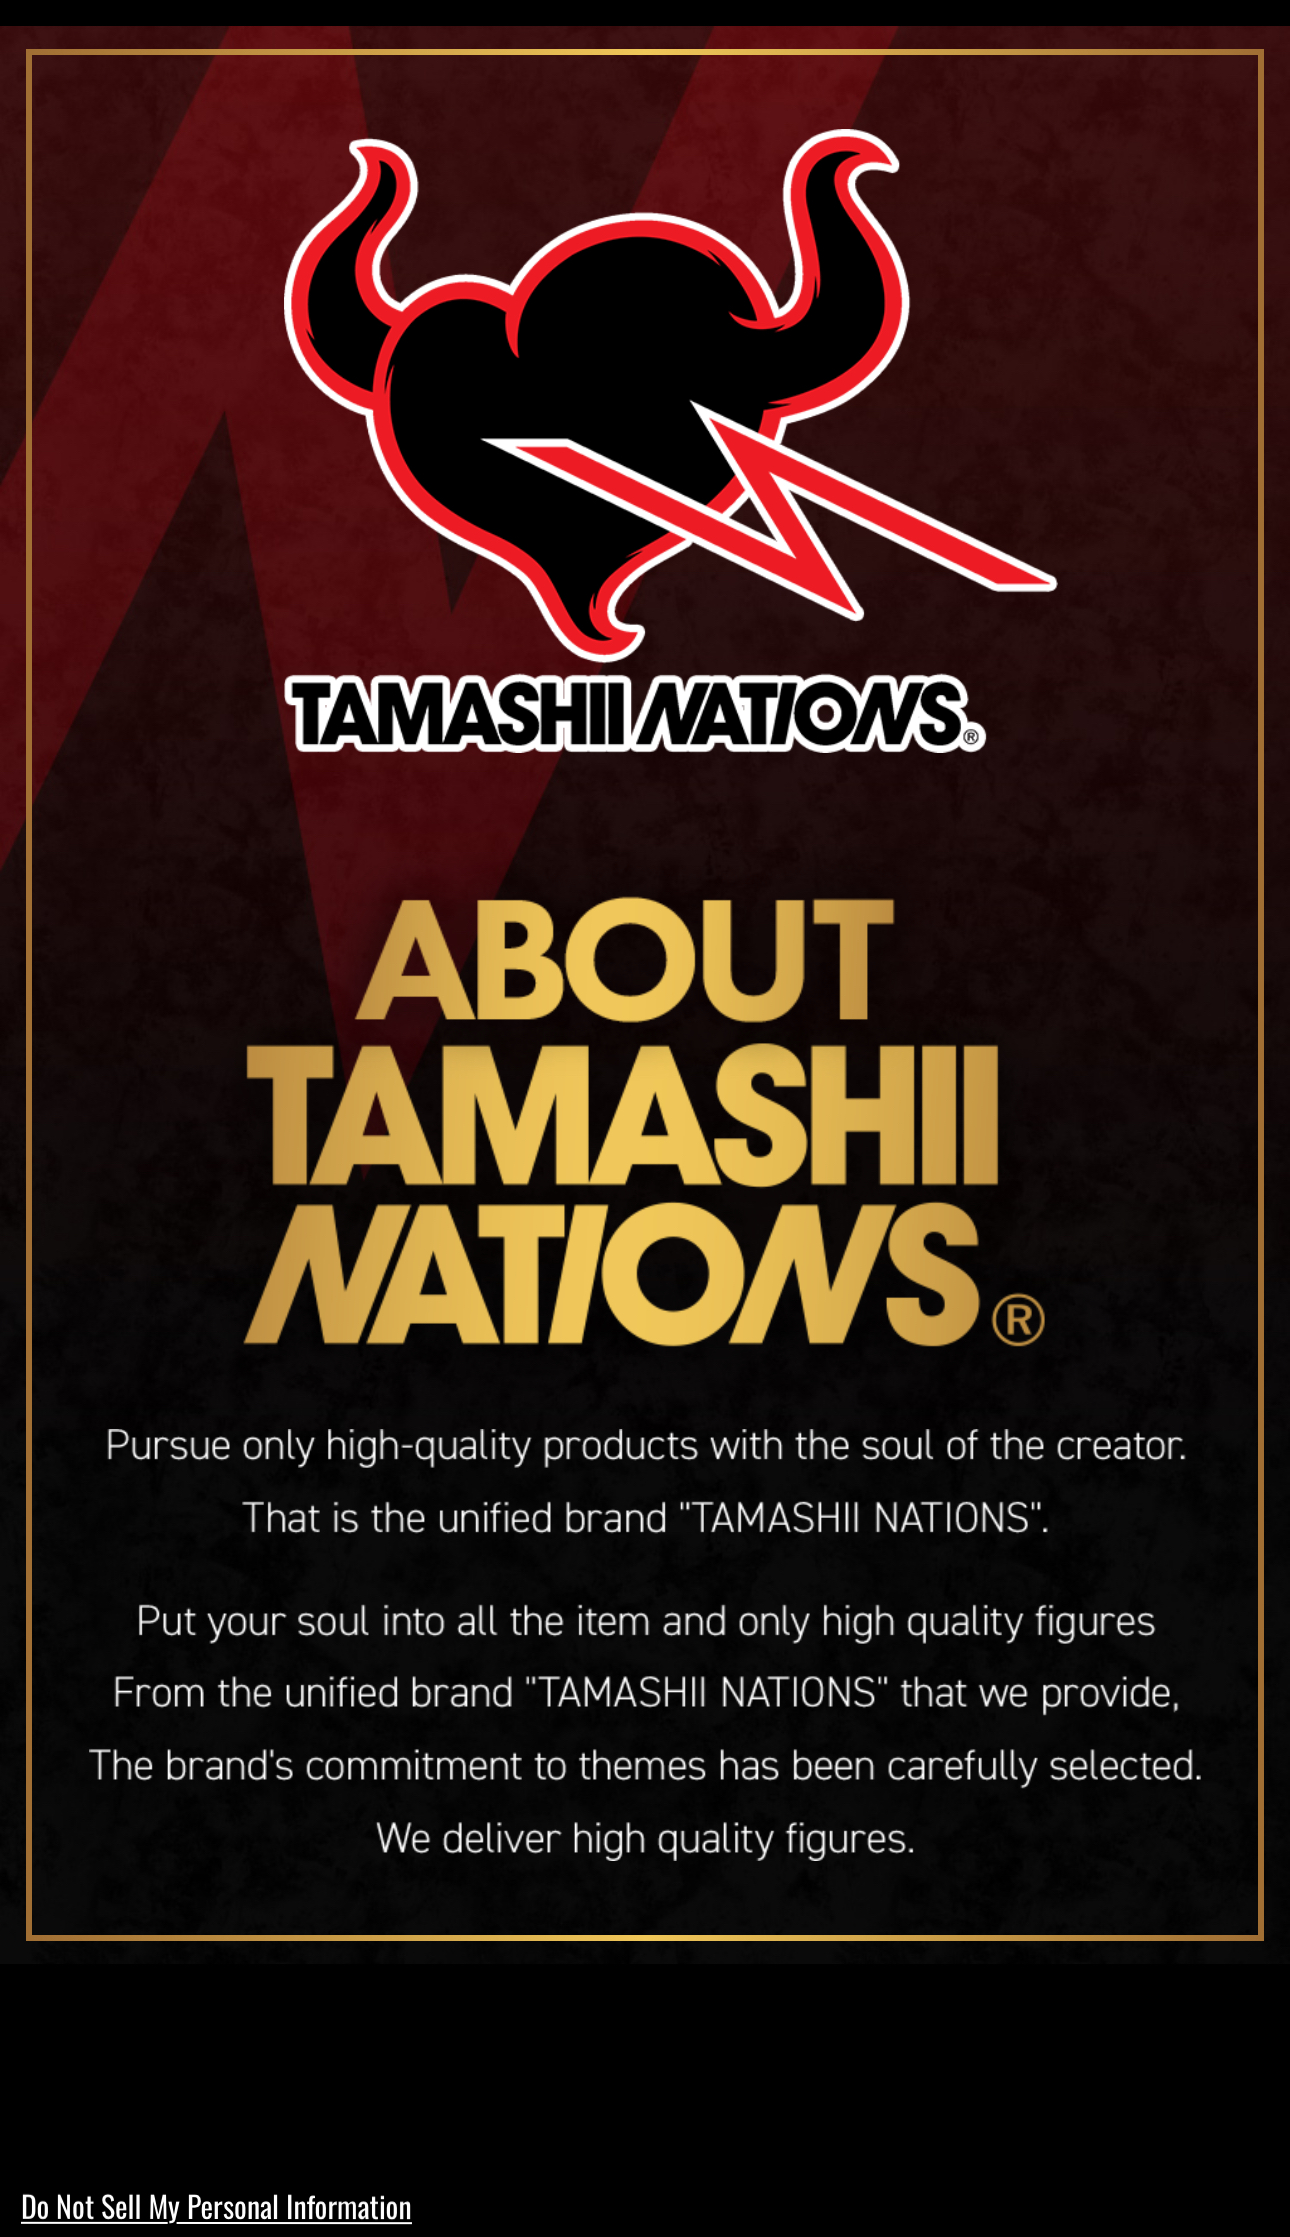 TAMASHII NATIONS®
ABOUT
TAMASHII
NATIONS®
Pursue only high-quality products with the soul of the creator.
That is the unified brand "TAMASHII NATIONS".
Put your soul into all the item and only high quality figures
From the unified brand "TAMASHII NATIONS" that we provide,
The brand's commitment to themes has been carefully selected.
We deliver high quality figures.
Do Not Sell My Personal Information